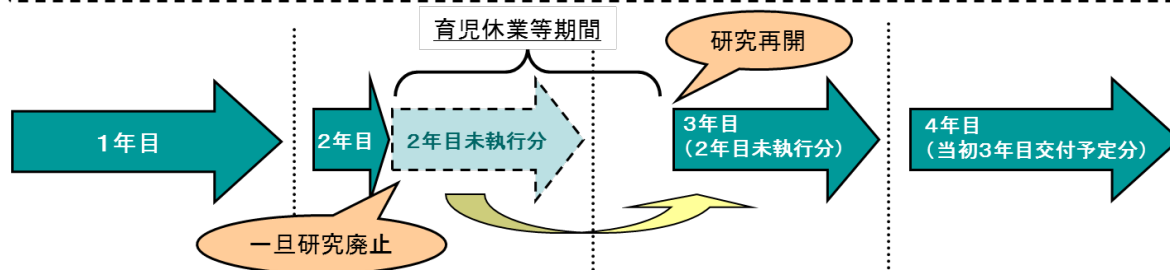 育児休業等期間
研究再開
1年目
2年目
2年目未執行分
3年目
(2年目未執行分)
4年目
(当初3年目交付予定分)
一旦研究廃止